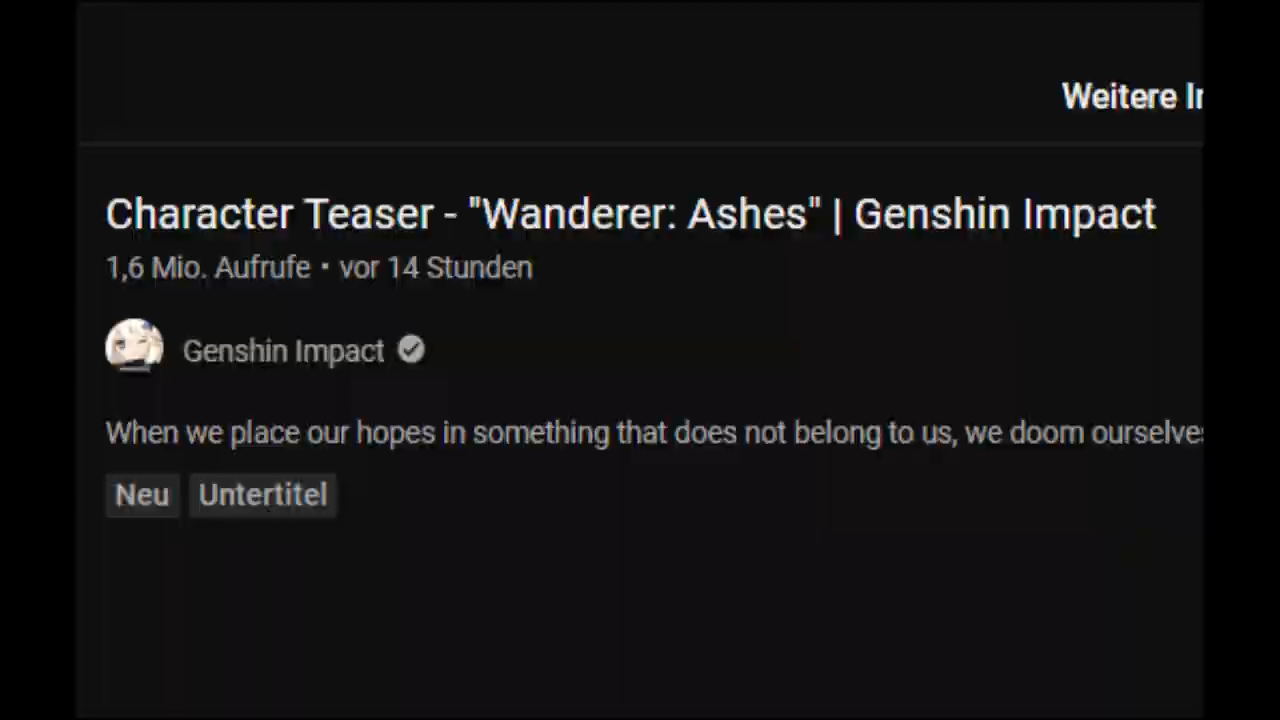 Weitere
Character Teaser - "Wanderer: Ashes" | Genshin Impact
1,6 Mio. Aufrufe • vor 14 Stunden
Genshin Impact
When we place our hopes in something that does not belong to us, we doom ourselves
Neu Untertitel